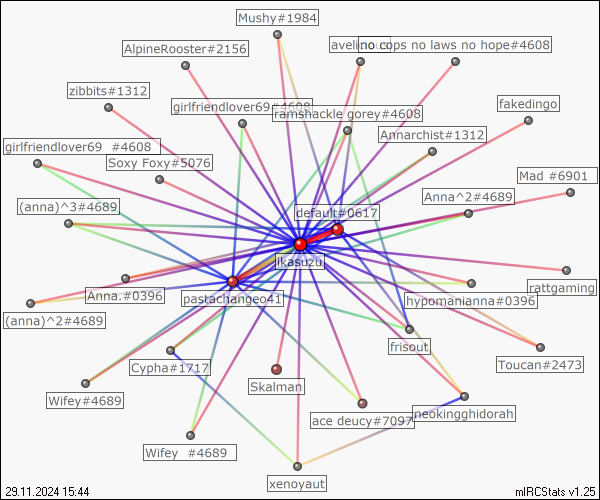 Mushy#1984
AlpineRooster#2156
no cops no laws no hope#4608
zibbits#1312
girlfriendlover69#4608
ramshackle gorey#4608
fakedingo
Annarchist#1312
girlfriendlover69  #4608
Soxy Foxy#5076
Mad #6901
Anna^2#4689
(anna)^3#4689
default#0617
ikasuzu
rattgaming
Anna.#0396
pastachangeo41
hypomanianna#0396
(anna)^2#4689
frisout
Toucan#2473
Cypha#1717
Skalman
Wifey#4689
ace deucy#7097
neokingghidorah
Wifey  #4689
xenoyaut
29.11.2024 15:44
mIRCStats v1.25